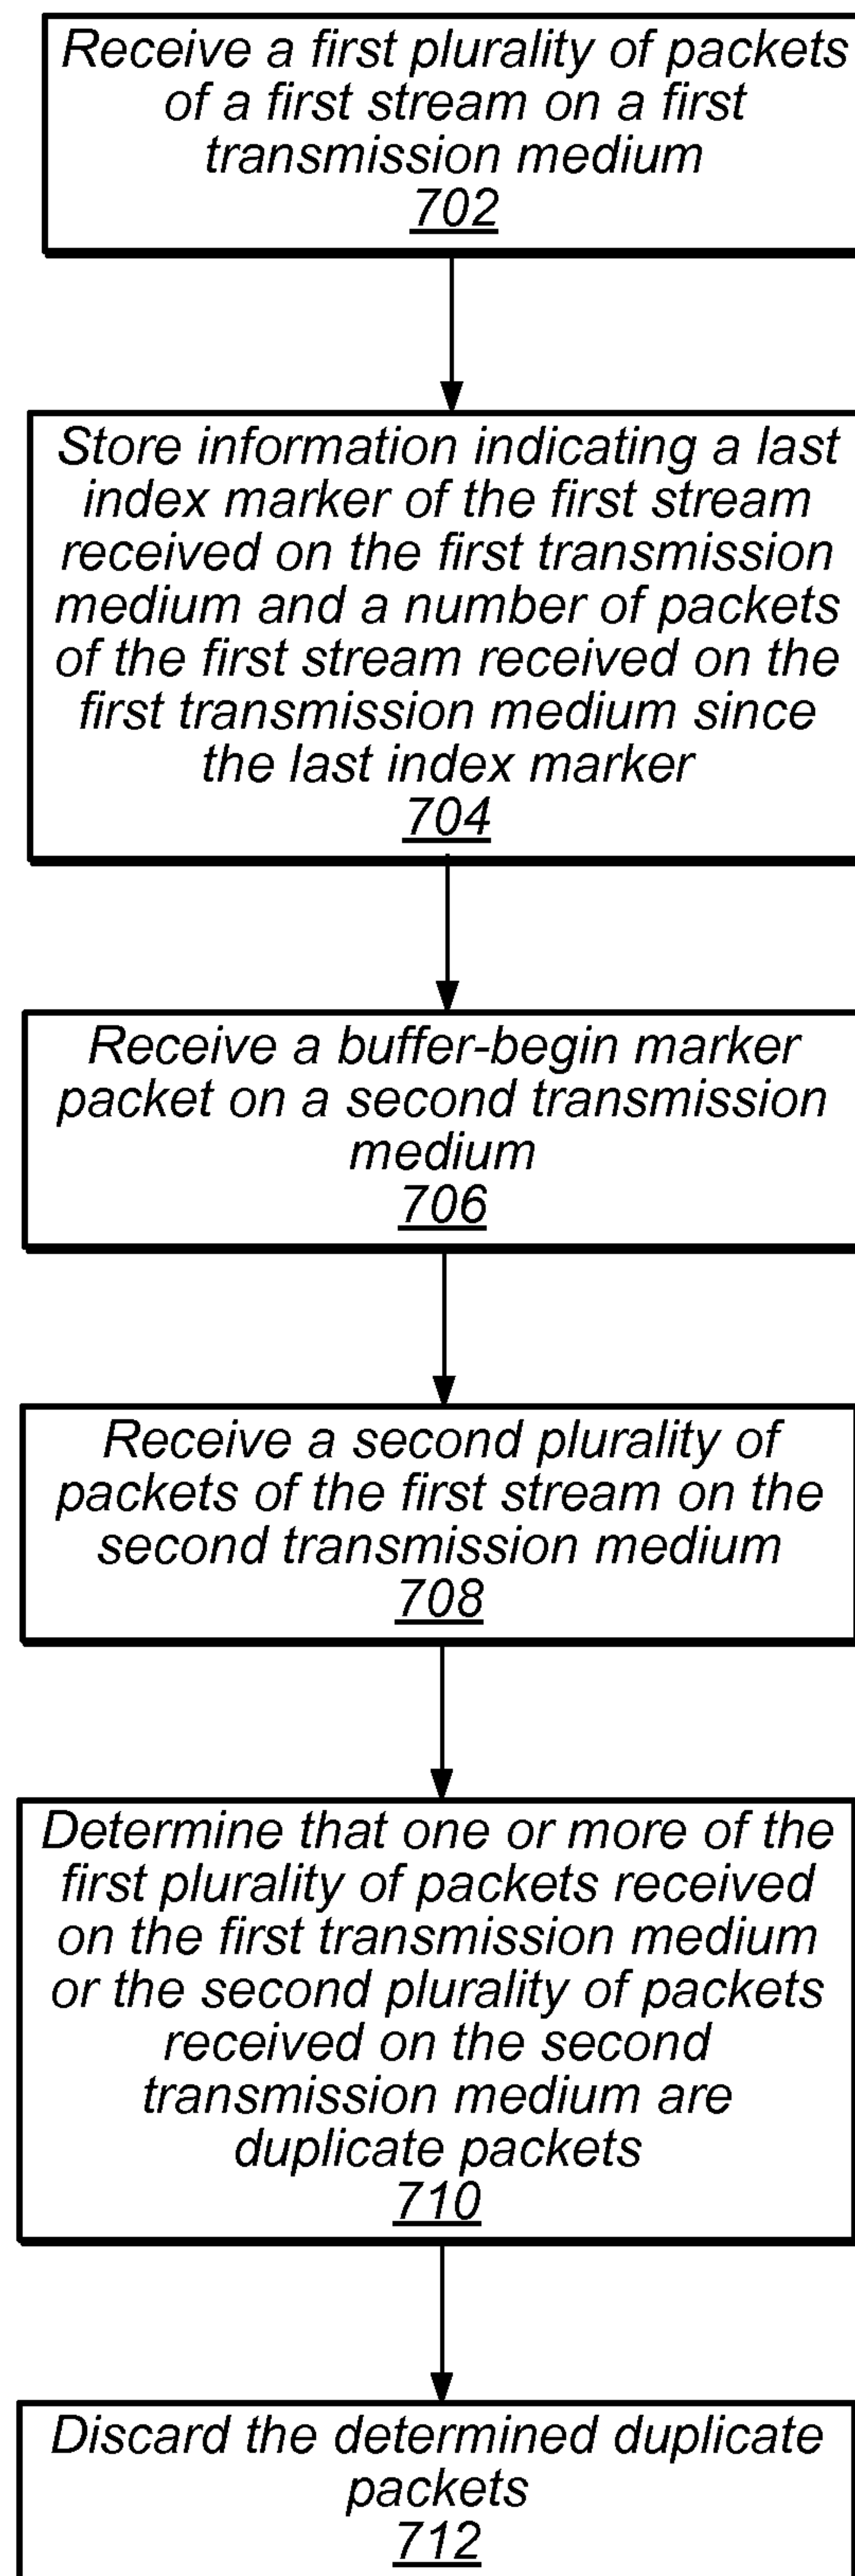 Receive a first plurality of packets
of a first stream on a first
transmission medium
702
Store information indicating a last
index marker of the first stream
received on the first transmission
medium and a number of packets
of the first stream received on the
first transmission medium since
the last index marker
704
Receive a buffer-begin marker
packet on a second transmission
medium
706
Receive a second plurality of
packets of the first stream on the
second transmission medium
708
Determine that one or more of the
first plurality of packets received
on the first transmission medium
or the second plurality of packets
received on the second
transmission medium are
duplicate packets
710
Discard the determined duplicate
packets
712